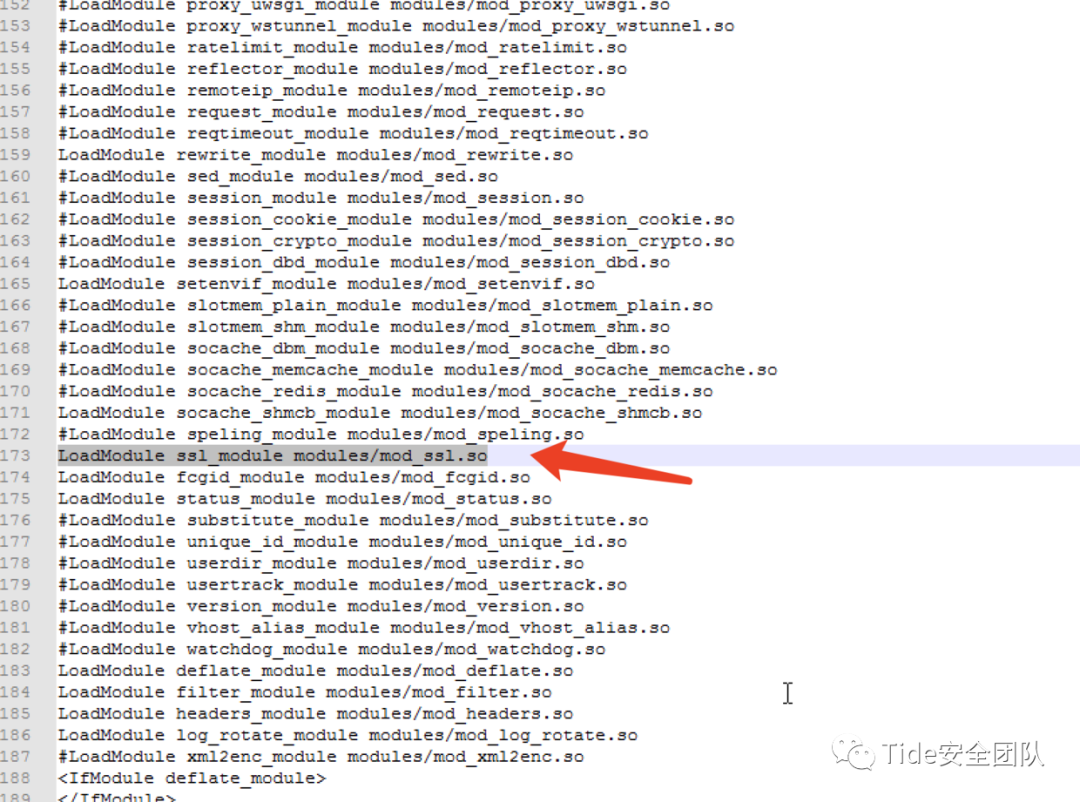 152 #LoadModule proxy_uwsgi_module modules/mod_proxy_uwsgi.so
153 #LoadModule proxy_wstunnel_module modules/mod_proxy_wstunnel.so
154 #LoadModule ratelimit_module modules/mod_ratelimit.so
155 #LoadModule reflector_module modules/mod_reflector.so
156 #LoadModule remoteip_module modules/mod_remoteip.so
157 #LoadModule request_module modules/mod_request.so
158 #LoadModule reqtimeout_module modules/mod_reqtimeout.so
159 LoadModule rewrite_module modules/mod_rewrite.so
160 #LoadModule sed_module modules/mod_sed.so
161 #LoadModule session_module modules/mod_session.so
162 #LoadModule session_cookie_module modules/mod_session_cookie.so
163 #LoadModule session_crypto_module modules/mod_session_crypto.so
164 #LoadModule session_dbd_module modules/mod_session_dbd.so
165 LoadModule setenvif_module modules/mod_setenvif.so
166 #LoadModule slotmem_plain_module modules/mod_slotmem_plain.so
167 #LoadModule slotmem_shm_module modules/mod_slotmem_shm.so
168 #LoadModule socache_dbm_module modules/mod_socache_dbm.so
169 #LoadModule socache_memcache_module modules/mod_socache_memcache.so
170 #LoadModule socache_redis_module modules/mod_socache_redis.so
171 LoadModule socache_shmcb_module modules/mod_socache_shmcb.so
172 #LoadModule speling_module modules/mod_speling.so
173 LoadModule ssl_module modules/mod_ssl.so
174 LoadModule fcgid_module modules/mod_fcgid.so
175 LoadModule status_module modules/mod_status.so
176 #LoadModule substitute_module modules/mod_substitute.so
177 #LoadModule unique_id_module modules/mod_unique_id.so
178 #LoadModule userdir_module modules/mod_userdir.so
179 #LoadModule usertrack_module modules/mod_usertrack.so
180 #LoadModule version_module modules/mod_version.so
181 #LoadModule vhost_alias_module modules/mod_vhost_alias.so
182 #LoadModule watchdog_module modules/mod_watchdog.so
183 LoadModule deflate_module modules/mod_deflate.so
184 LoadModule filter_module modules/mod_filter.so
185 LoadModule headers_module modules/mod_headers.so
186 LoadModule log_rotate_module modules/mod_log_rotate.so
187 #LoadModule xml2enc_module modules/mod_xml2enc.so
188 <IfModule deflate_module>
189 </IfModule>
Tide安全团队